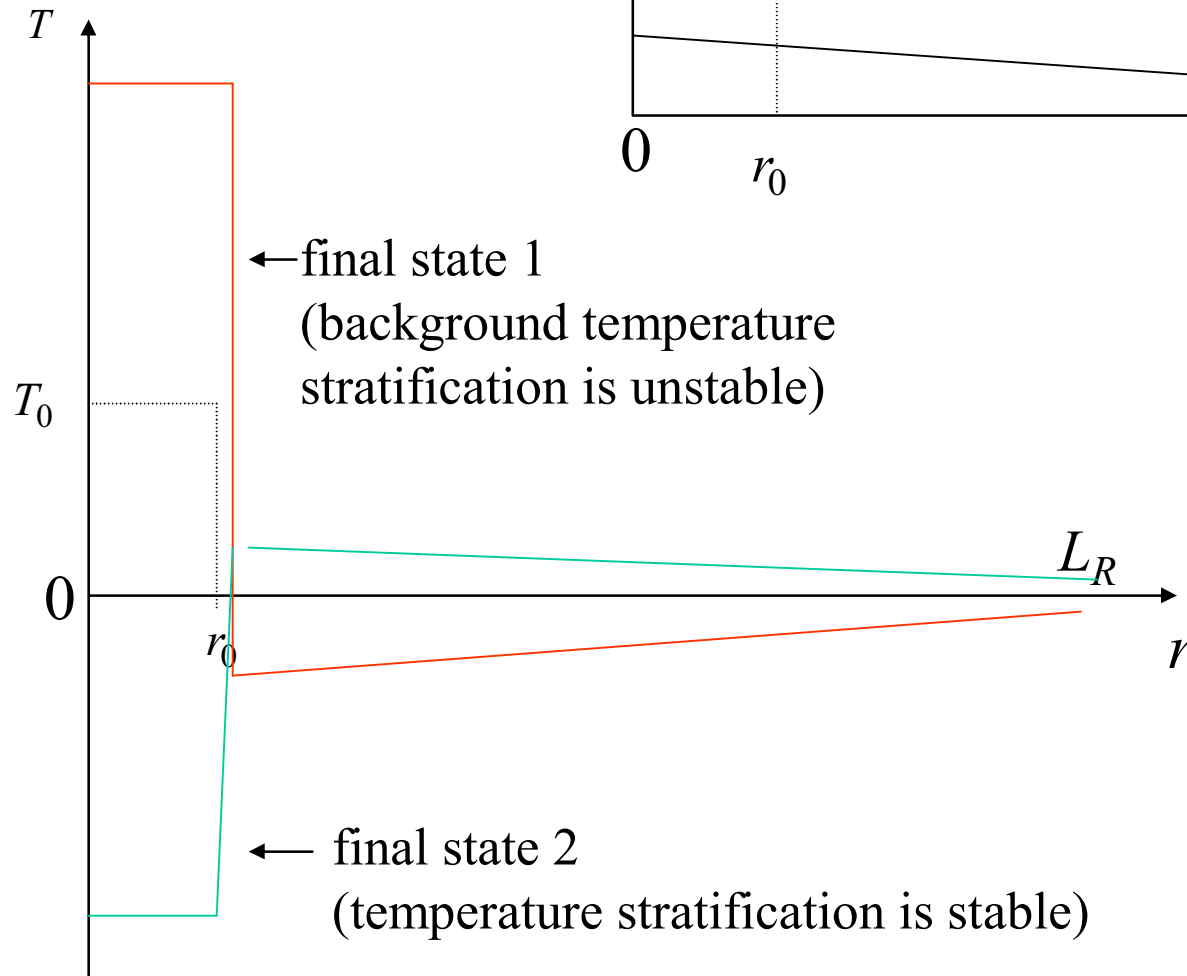 T
0
r₀
final state 1
(background temperature
stratification is unstable)
T₀
L_R
0
r₀
r
final state 2
(temperature stratification is stable)